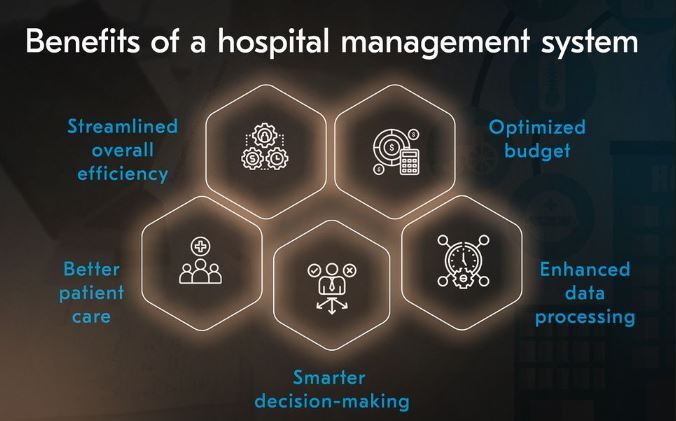 Benefits of a hospital management system
Streamlined
overall
efficiency
Optimized
budget
Better
patient
care
Enhanced
data
processing
Smarter
decision-making